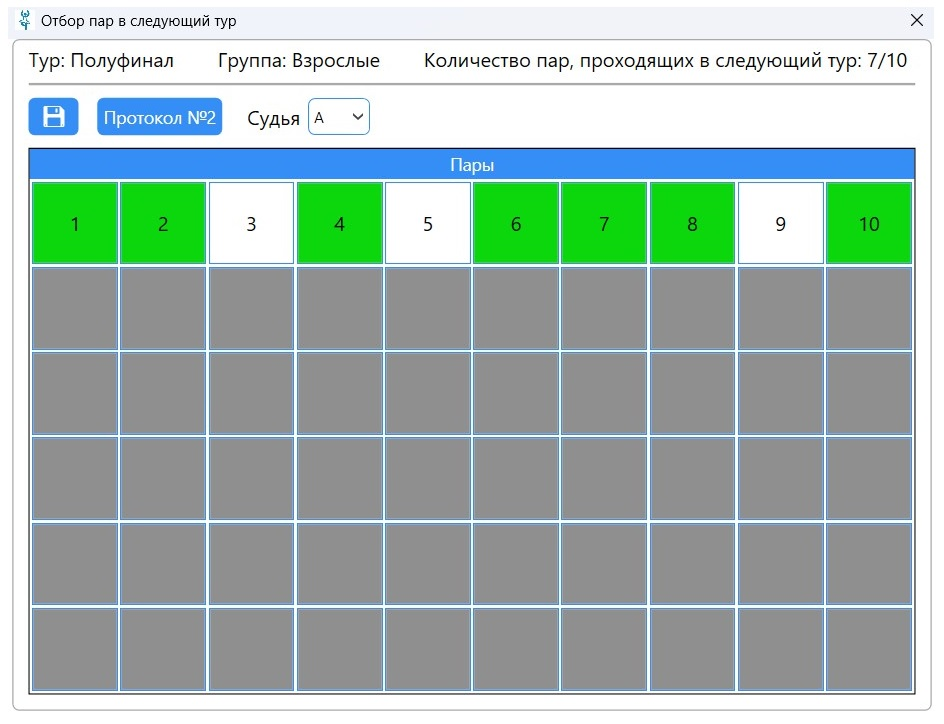 Отбор пар в следующий тур
Тур: Полуфинал Группа: Взрослые Количество пар, проходящих в следующий тур: 7/10
Протокол №2 Судья A
Пары
1 2 3 4 5 6 7 8 9 10